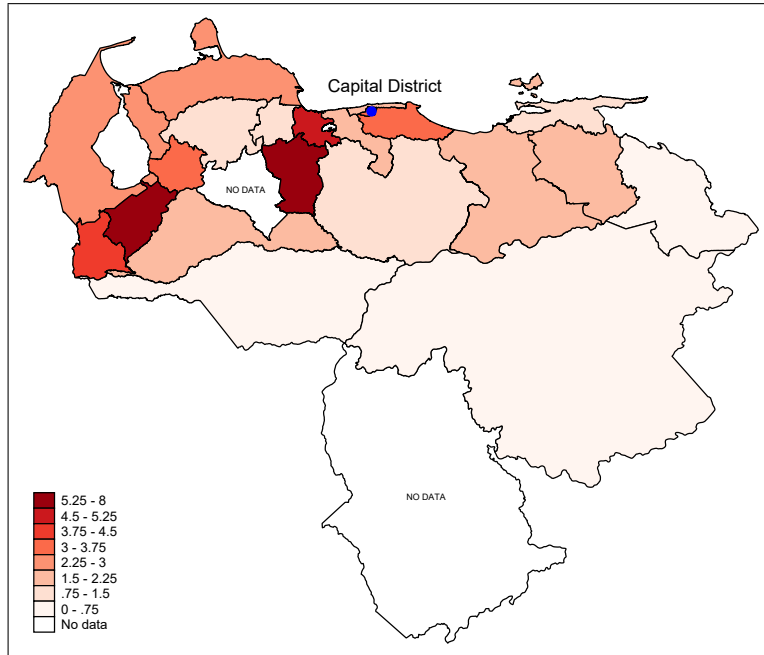 Capital District
NO DATA
NO DATA
5.25 - 8
4.5 - 5.25
3.75 - 4.5
3 - 3.75
2.25 - 3
1.5 - 2.25
.75 - 1.5
0 - .75
No data